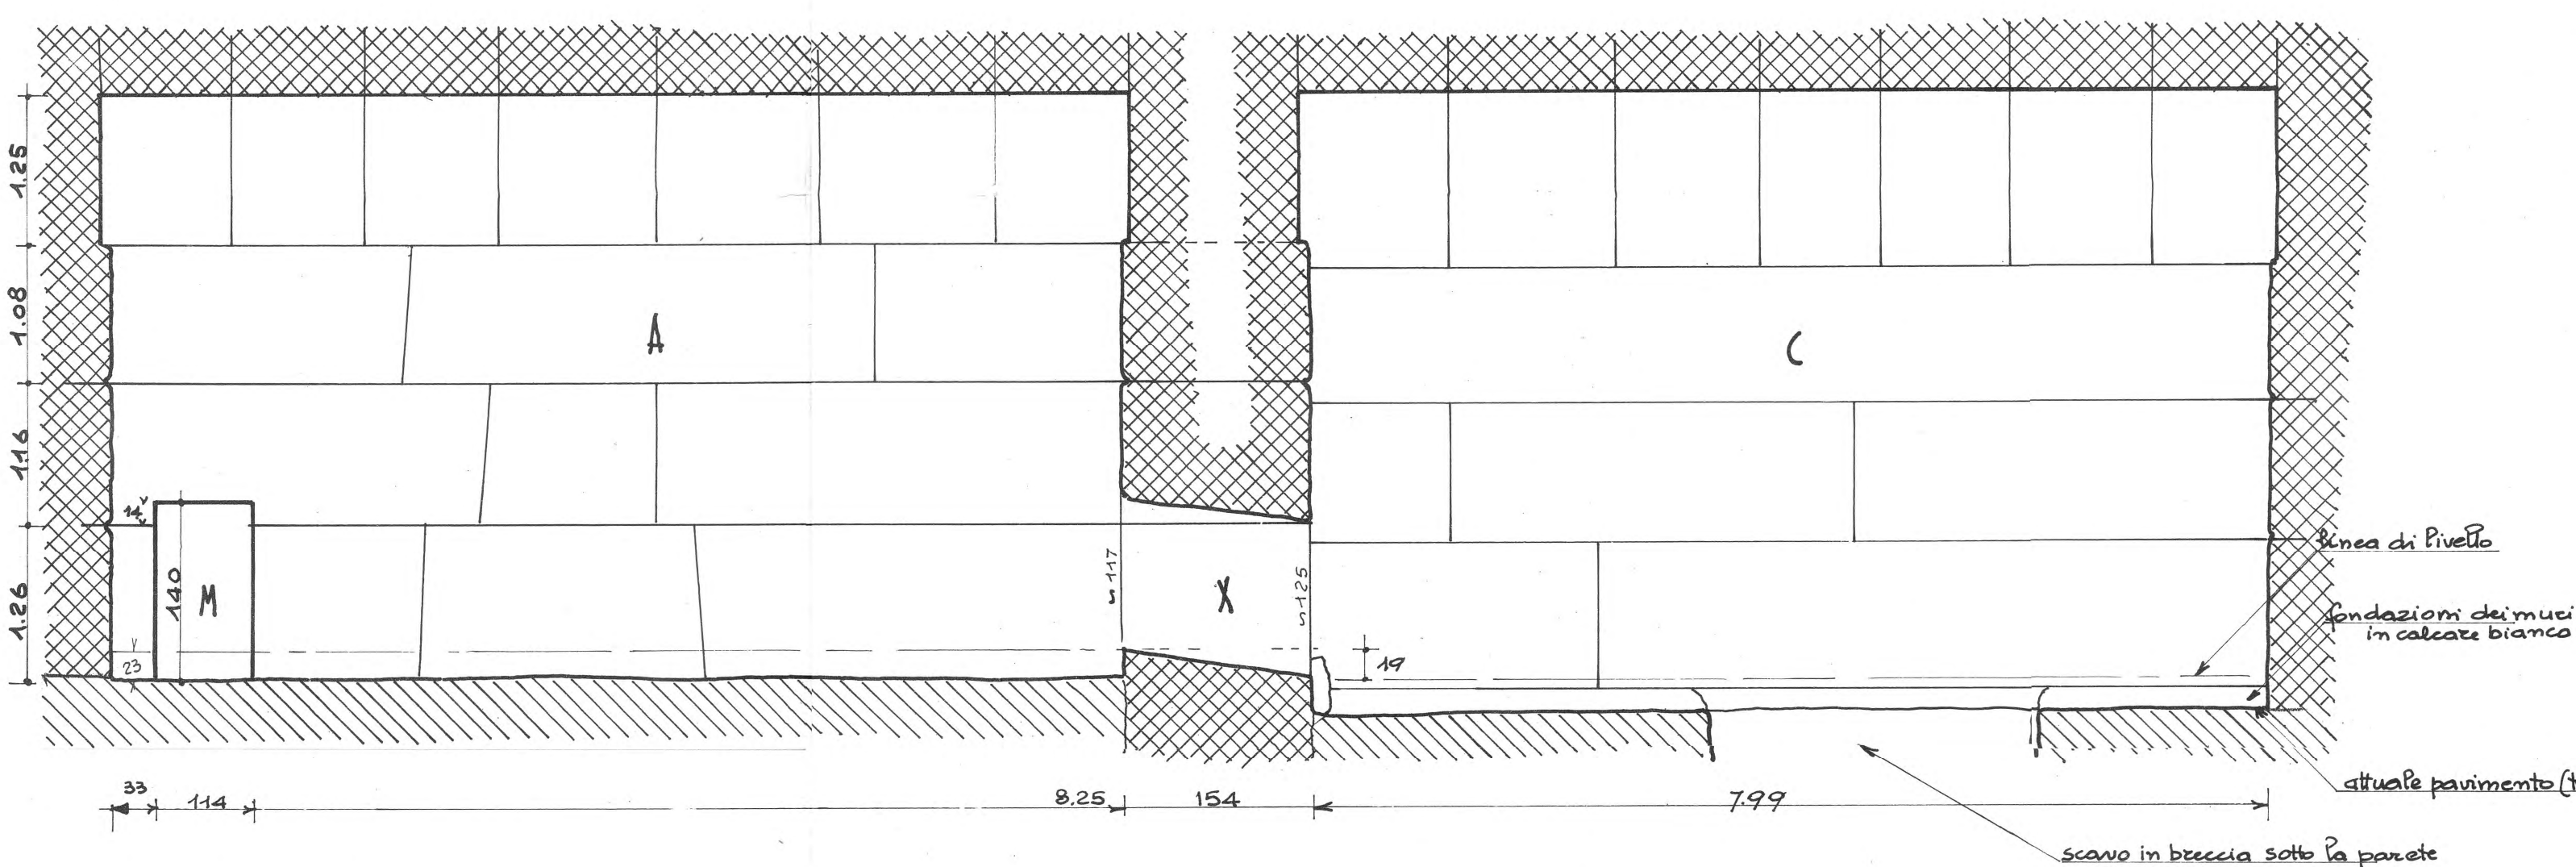 1.25
1.08
1.16
1.26
A
C
14
140
M
23
~117
X
~125
19
linea di livello
fondazioni dei muri
in calcare bianco
33
114
8.25
154
7.99
attuale pavimento (t
scavo in breccia sotto la parete